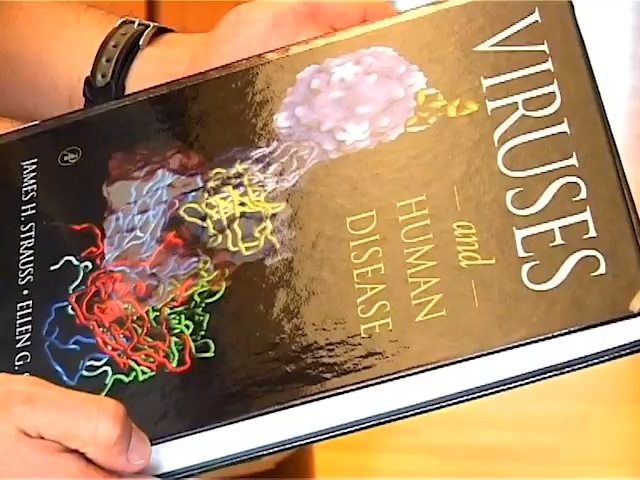 VIRUSES
and
HUMAN
DISEASE
JAMES H. STRAUSS • ELLEN G.